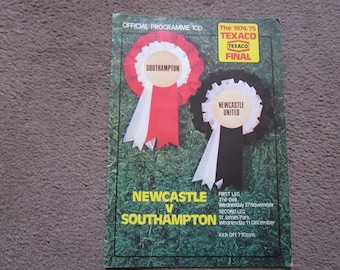 OFFICIAL PROGRAMME 10p
The 1974/75
TEXACO
TEXACO
FINAL
SOUTHAMPTON
NEWCASTLE
UNITED
NEWCASTLE
V
SOUTHAMPTON
FIRST LEG
The Dell
Wednesday 27 November
SECOND LEG
St James Park
Wednesday 11 December
Kick Off 7.30pm